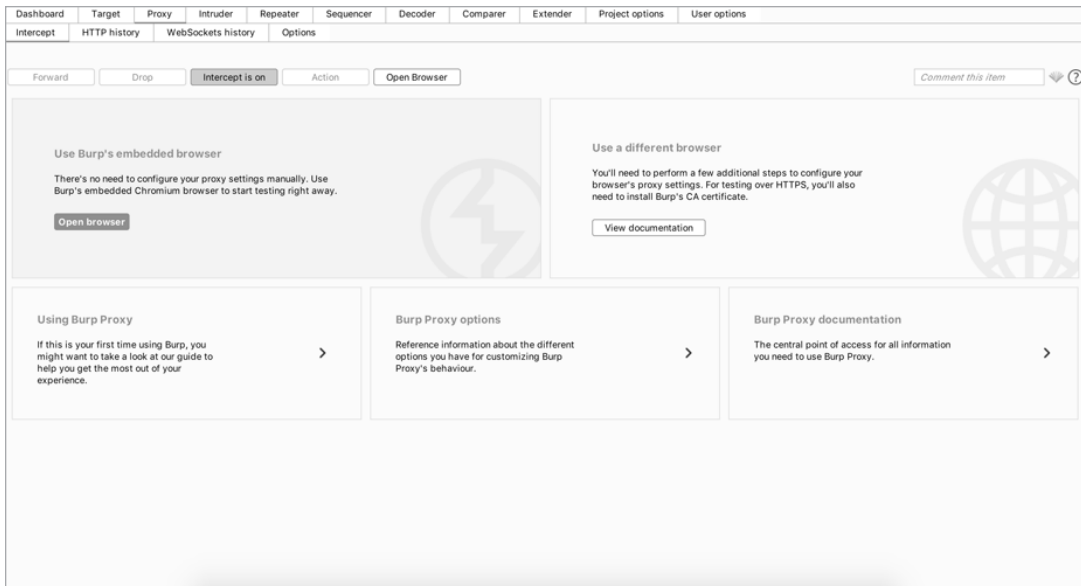 Dashboard Target Proxy Intruder Repeater Sequencer Decoder Comparer Extender Project options User options
Intercept HTTP history WebSockets history Options
Forward Drop Intercept is on Action Open Browser Comment this item ?
Use Burp's embedded browser
There's no need to configure your proxy settings manually. Use
Burp's embedded Chromium browser to start testing right away.
Open browser
Use a different browser
You'll need to perform a few additional steps to configure your
browser's proxy settings. For testing over HTTPS, you'll also
need to install Burp's CA certificate.
View documentation
Using Burp Proxy
If this is your first time using Burp, you
might want to take a look at our guide to
help you get the most out of your
experience.
Burp Proxy options
Reference information about the different
options you have for customizing Burp
Proxy's behaviour.
Burp Proxy documentation
The central point of access for all information
you need to use Burp Proxy.